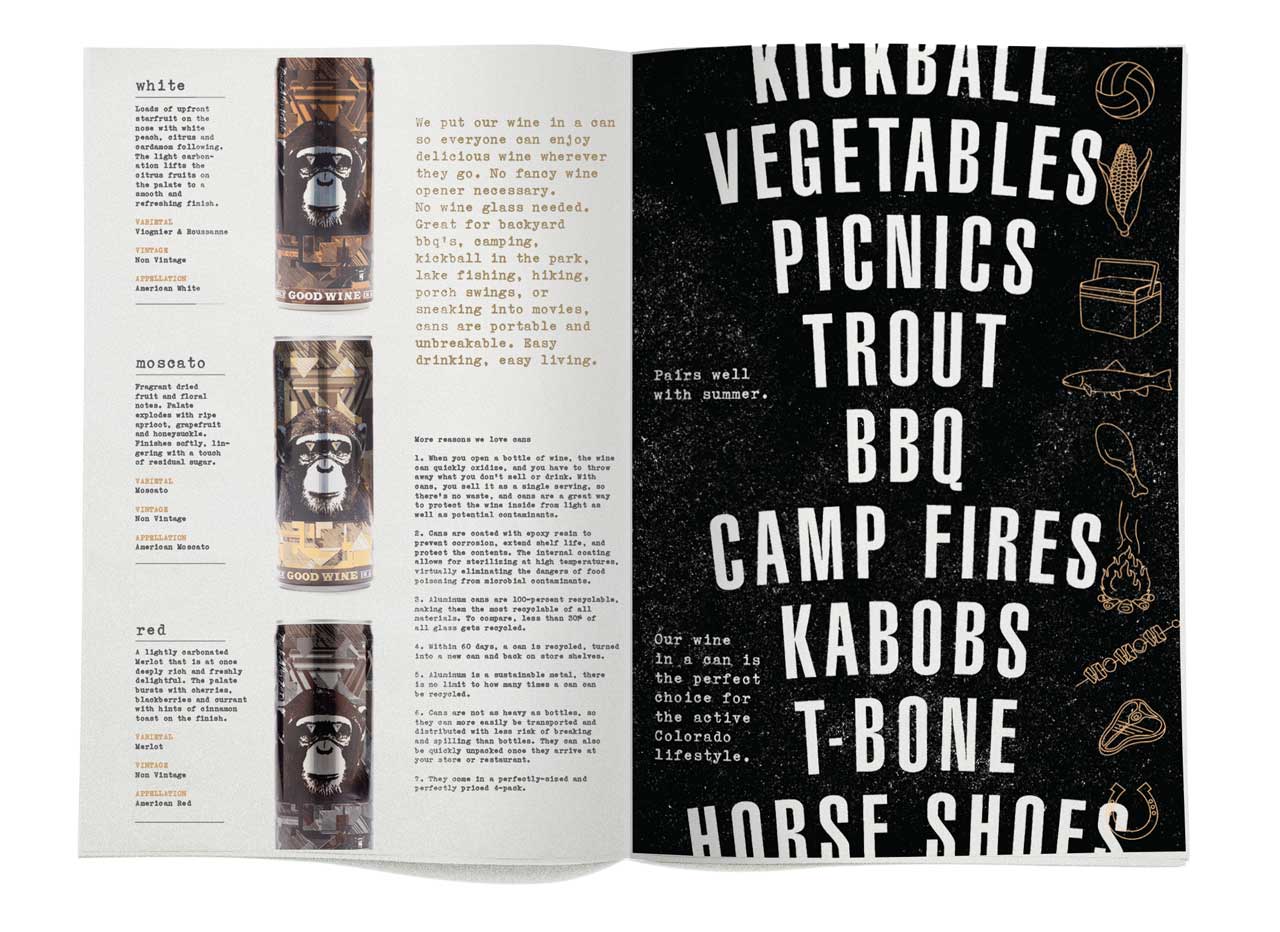 white
Loads of upfront
starfruit on the
nose with white
peach, citrus and
cardamom following.
The light carbon-
ation lifts the
citrus fruits on
the palate to a
smooth and
refreshing finish.
VARIETAL
Viognier & Roussanne
VINTAGE
Non Vintage
APPELLATION
American White
GOOD WINE
moscato
Fragrant dried
fruit and floral
notes. Palate
explodes with ripe
apricot, grapefruit
and honeysuckle.
Finishes softly, lin-
gering with a touch
of residual sugar.
VARIETAL
Moscato
VINTAGE
Non Vintage
APPELLATION
American Moscato
GOOD WINE
red
A lightly carbonated
Merlot that is at once
deeply rich and freshly
delightful. The palate
bursts with cherries,
blackberries and currant
with hints of cinnamon
toast on the finish.
VARIETAL
Merlot
VINTAGE
Non Vintage
APPELLATION
American Red
We put our wine in a can
so everyone can enjoy
delicious wine wherever
they go. No fancy wine
opener necessary.
No wine glass needed.
Great for backyard
bbq's, camping,
kickball in the park,
lake fishing, hiking,
porch swings, or
sneaking into movies,
cans are portable and
unbreakable. Easy
drinking, easy living.
More reasons we love cans
1. When you open a bottle of wine, the wine
can quickly oxidise, and you have to throw
away what you don't sell or drink. With
cans, you sell it as a single serving, so
there's no waste, and cans are a great way
to protect the wine inside from light as
well as potential contaminants.
2. Cans are coated with epoxy resin to
prevent corrosion, extend shelf life, and
protect the contents. The internal coating
allows for sterilizing at high temperatures,
virtually eliminating the dangers of food
poisoning from microbial contaminants.
3. Aluminum cans are 100-percent recyclable,
making them the most recyclable of all
materials. To compare, less than 30% of
all glass gets recycled.
4. Within 60 days, a can is recycled, turned
into a new can and back on store shelves.
5. Aluminum is a sustainable metal, there
is no limit to how many times a can can
be recycled.
6. Cans are not as heavy as bottles, so
they can more easily be transported and
distributed with less risk of breaking
and spilling than bottles. They can also
be quickly unpacked once they arrive at
your store or restaurant.
7. They come in a perfectly-sized and
perfectly priced 4-pack.
KICKBALL
VEGETABLES
PICNICS
TROUT
Pairs well
with summer.
BBQ
CAMP FIRES
KABOBS
Our wine
in a can is
the perfect
choice for
the active
Colorado
lifestyle.
T-BONE
HORSE SHOES